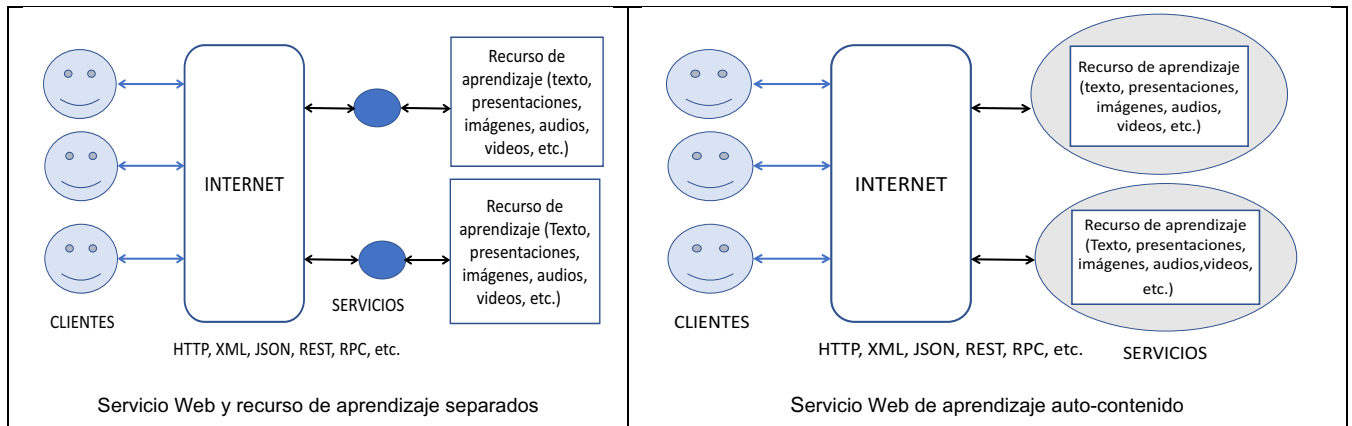 Recurso de
aprendizaje (texto,
presentaciones,
imágenes, audios,
videos, etc.)
INTERNET
Recurso de
aprendizaje (Texto,
presentaciones,
imágenes, audios,
videos, etc.)
SERVICIOS
CLIENTES
HTTP, XML, JSON, REST, RPC, etc.
Servicio Web y recurso de aprendizaje separados
Recurso de aprendizaje
(texto, presentaciones,
imágenes, audios,
videos, etc.)
INTERNET
Recurso de aprendizaje
(Texto, presentaciones,
imágenes, audios,videos,
etc.)
CLIENTES
HTTP, XML, JSON, REST, RPC, etc.
SERVICIOS
Servicio Web de aprendizaje auto-contenido